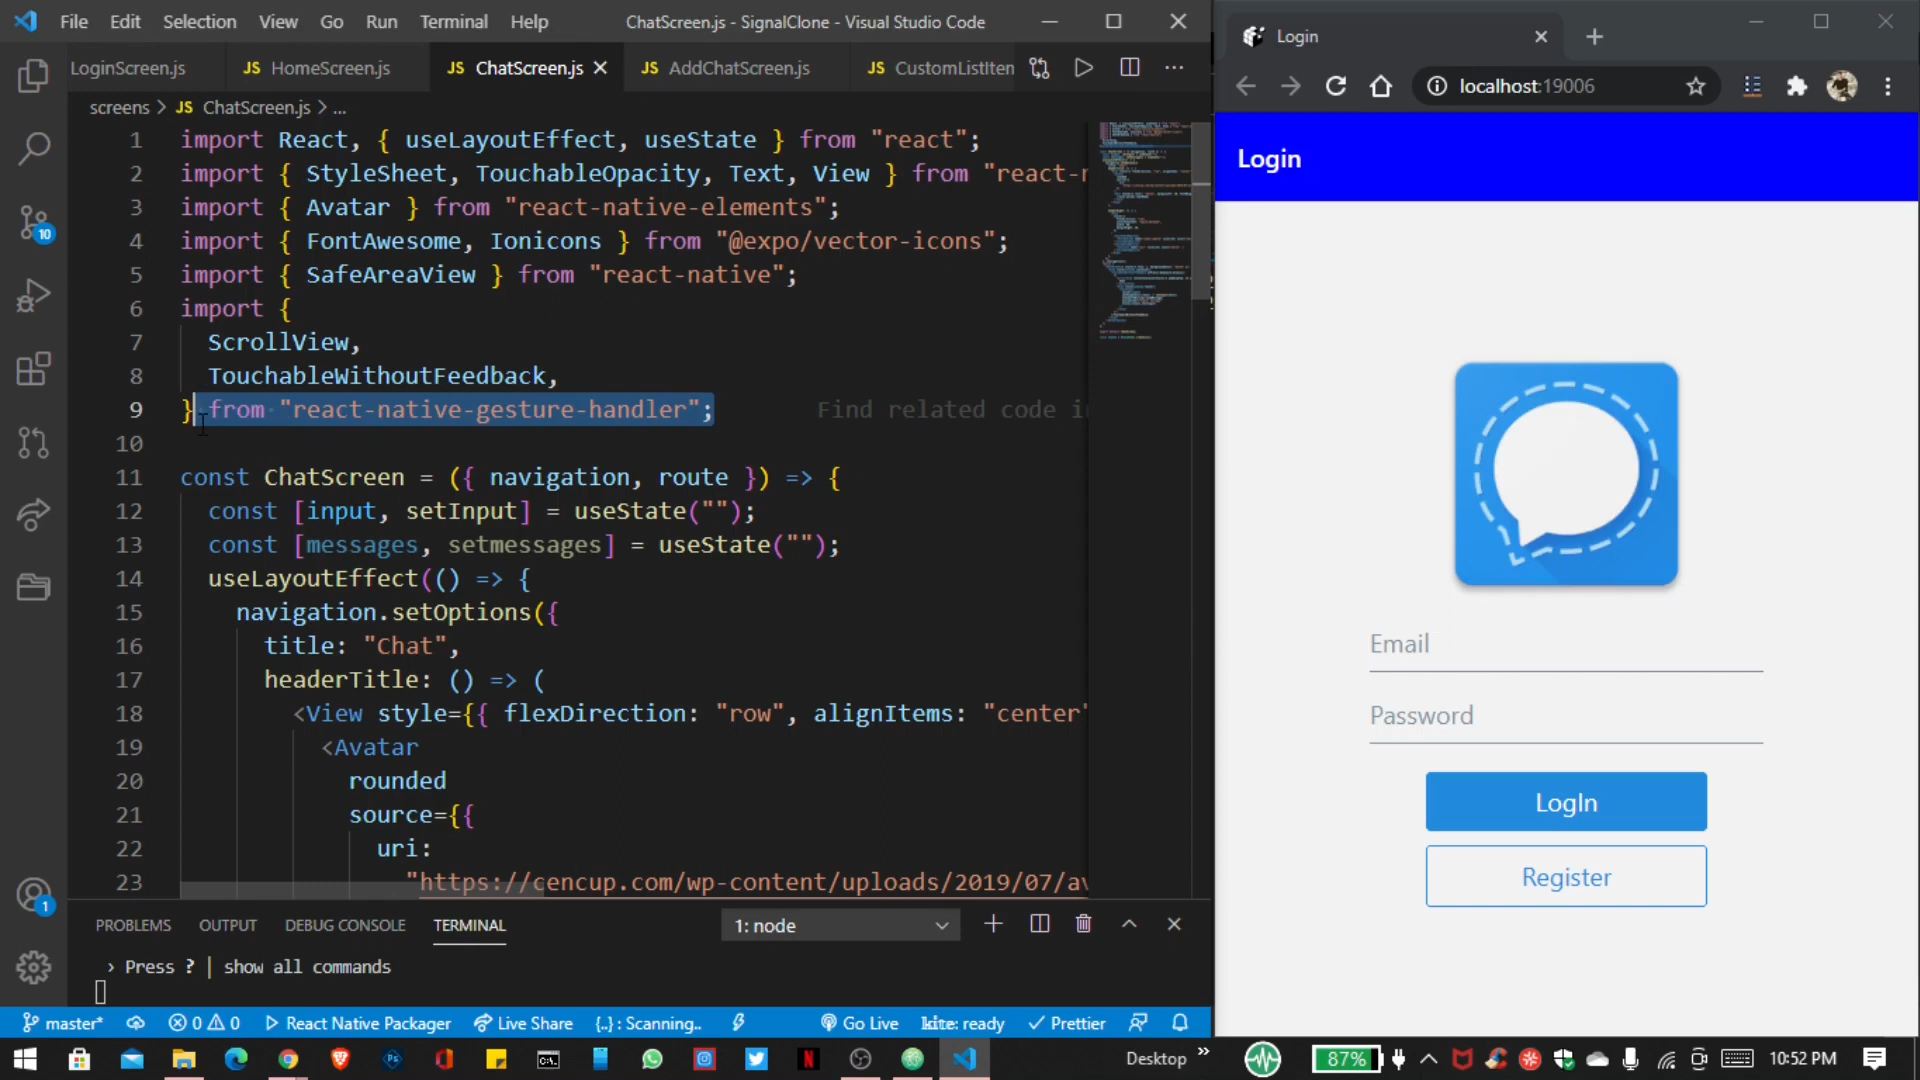 File Edit Selection View Go Run Terminal Help ChatScreen.js - SignalClone - Visual Studio Code
LoginScreen.js JS HomeScreen.js JS ChatScreen.js JS AddChatScreen.js JS CustomListIten
screens > JS ChatScreen.js > ...
1 import React, { useLayoutEffect, useState } from "react";
2 import { StyleSheet, TouchableOpacity, Text, View } from "react-n
3 import { Avatar } from "react-native-elements";
4 import { FontAwesome, Ionicons } from "@expo/vector-icons";
5 import { SafeAreaView } from "react-native";
6 import {
7 ScrollView,
8 TouchableWithoutFeedback,
9 } from "react-native-gesture-handler"; Find related code in
10
11 const ChatScreen = ({ navigation, route }) => {
12 const [input, setInput] = useState("");
13 const [messages, setmessages] = useState("");
14 useLayoutEffect(() => {
15 navigation.setOptions({
16 title: "Chat",
17 headerTitle: () => (
18 <View style={{ flexDirection: "row", alignItems: "center"
19 <Avatar
20 rounded
21 source={{
22 uri:
23 "https://cencup.com/wp-content/uploads/2019/07/av
10
1
PROBLEMS OUTPUT DEBUG CONSOLE TERMINAL 1: node
› Press ? | show all commands
master* 0 0 React Native Packager Live Share {..} : Scanning.. Go Live kite: ready Prettier
Login
localhost:19006
Login
Email
Password
LogIn
Register
Desktop 87% 10:52 PM